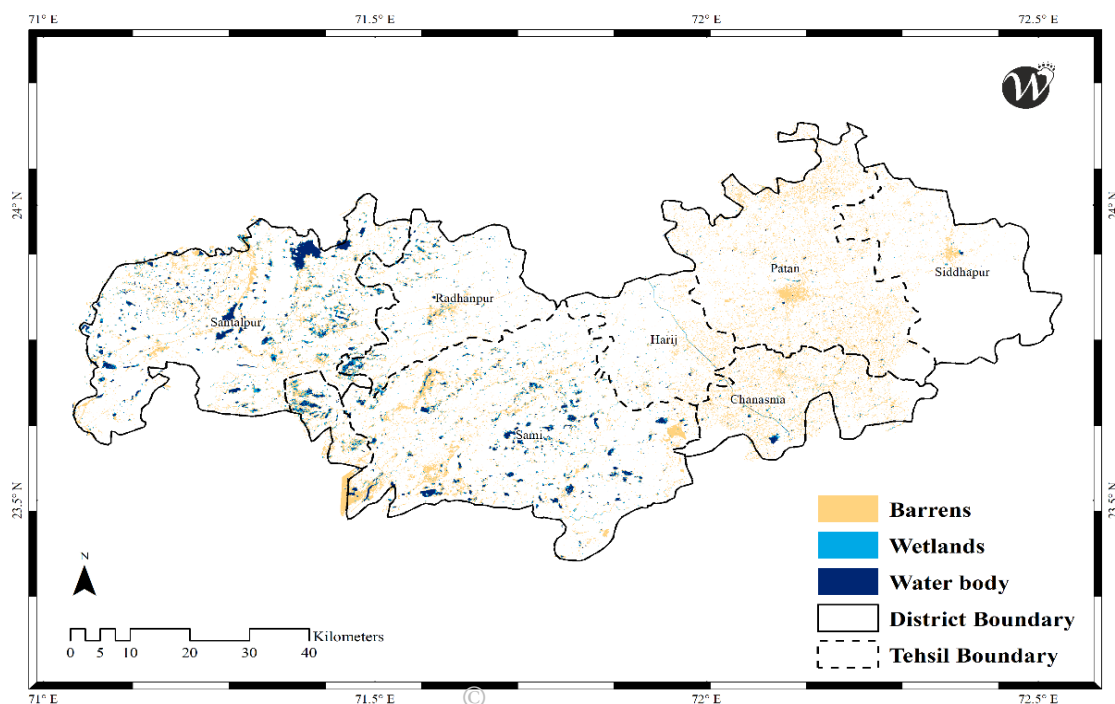 71° E 71.5° E 72° E 72.5° E
W
24° N 24° N
Patan
Siddhapur
Radhanpur
Santalpur
Harij
Chanasma
Sami
23.5° N 23.5° N
Barrens
Wetlands
Water body
District Boundary
Tehsil Boundary
N
Kilometers
0 5 10 20 30 40
71° E 71.5° E 72° E 72.5° E
©